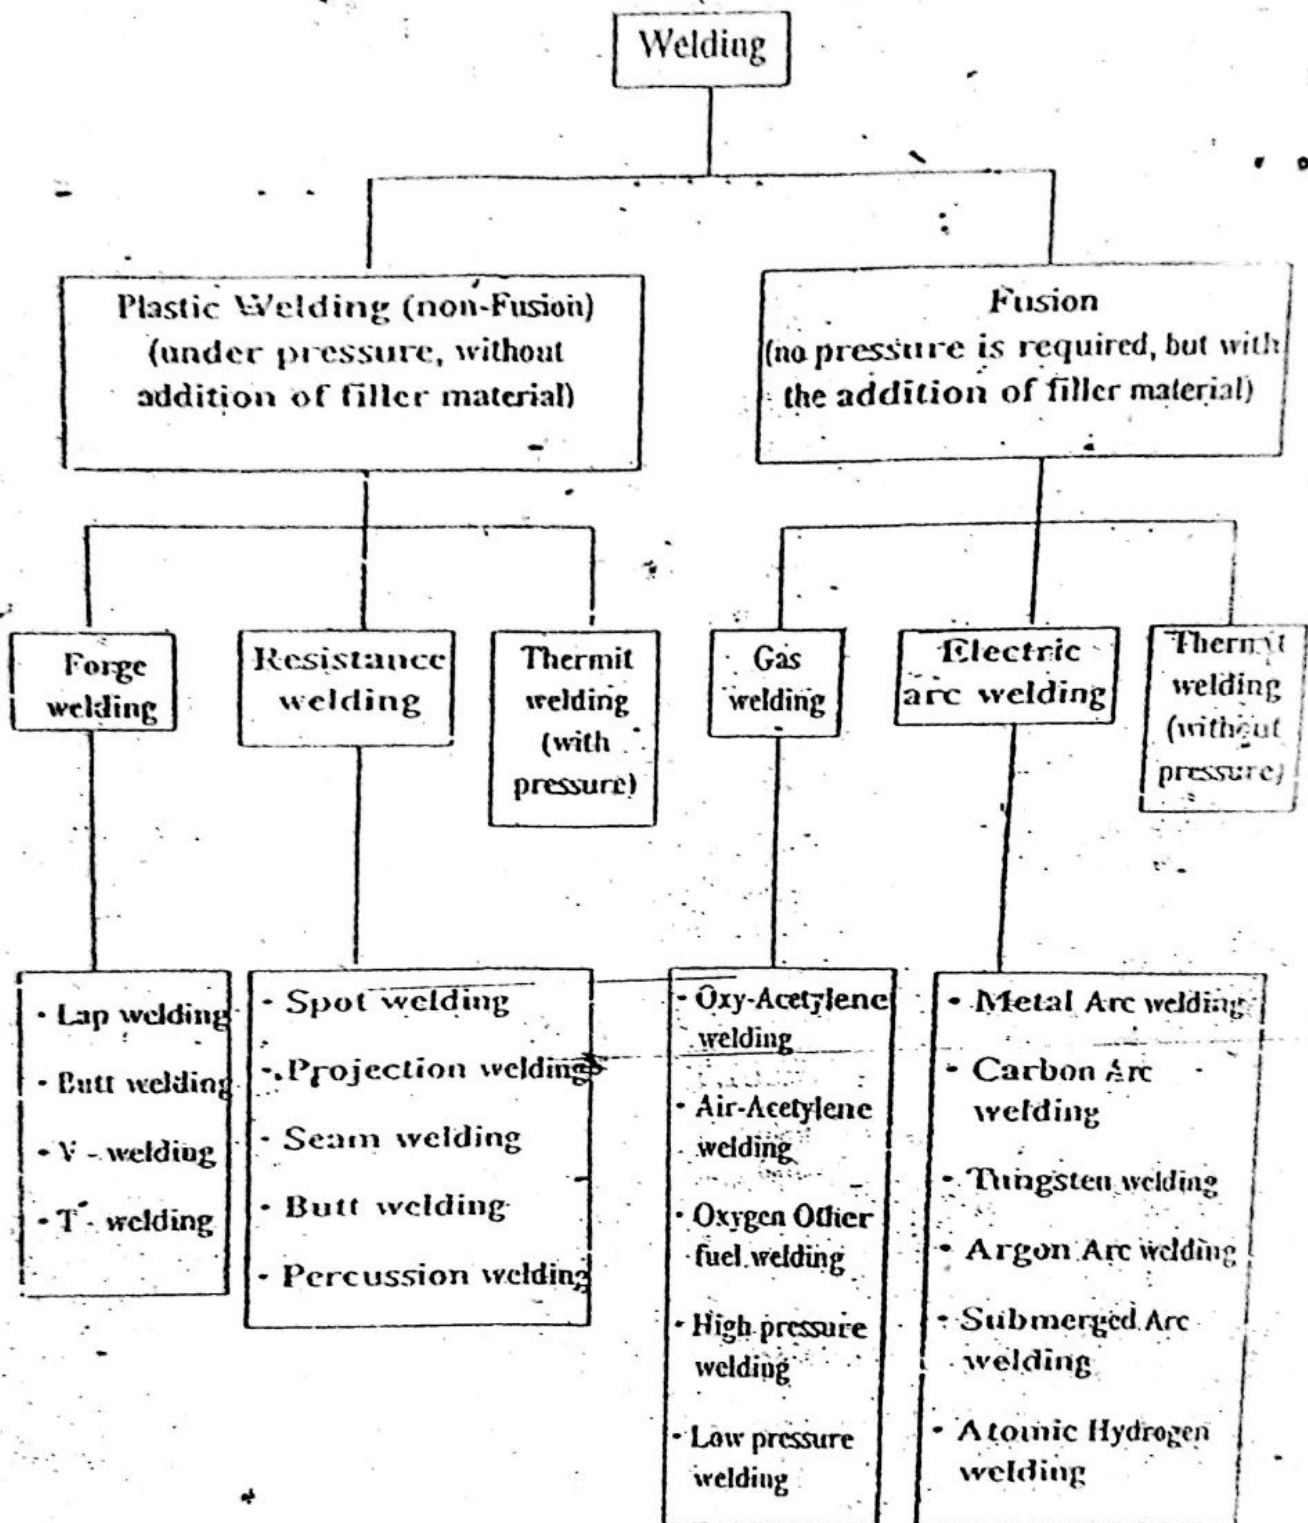 Welding
Plastic Welding (non-Fusion)
(under pressure, without
addition of filler material)
Fusion
(no pressure is required, but with
the addition of filler material)
Forge
welding
Resistance
welding
Thermit
welding
(with
pressure)
Gas
welding
Electric
arc welding
Thermit
welding
(without
pressure)
· Lap welding
· Butt welding
· V - welding
· T - welding
· Spot welding
· Projection welding
· Seam welding
· Butt welding
· Percussion welding
· Oxy-Acetylene
welding
· Air-Acetylene
welding
· Oxygen Other
fuel welding
· High pressure
welding
· Low pressure
welding
· Metal Arc welding
· Carbon Arc
welding
· Tungsten welding
· Argon Arc welding
· Submerged Arc
welding
· Atomic Hydrogen
welding